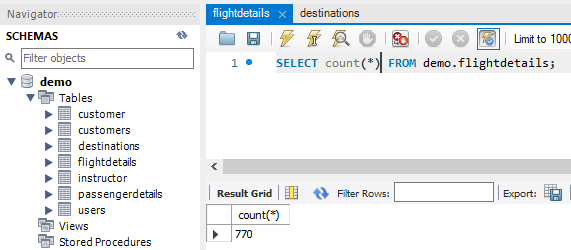 Navigator
SCHEMAS
Filter objects
demo
Tables
customer
customers
destinations
flightdetails
instructor
passengerdetails
users
Views
Stored Procedures
flightdetails
destinations
Limit to 1000
1
SELECT count(*) FROM demo.flightdetails;
Result Grid
Filter Rows:
Export:
count(*)
770